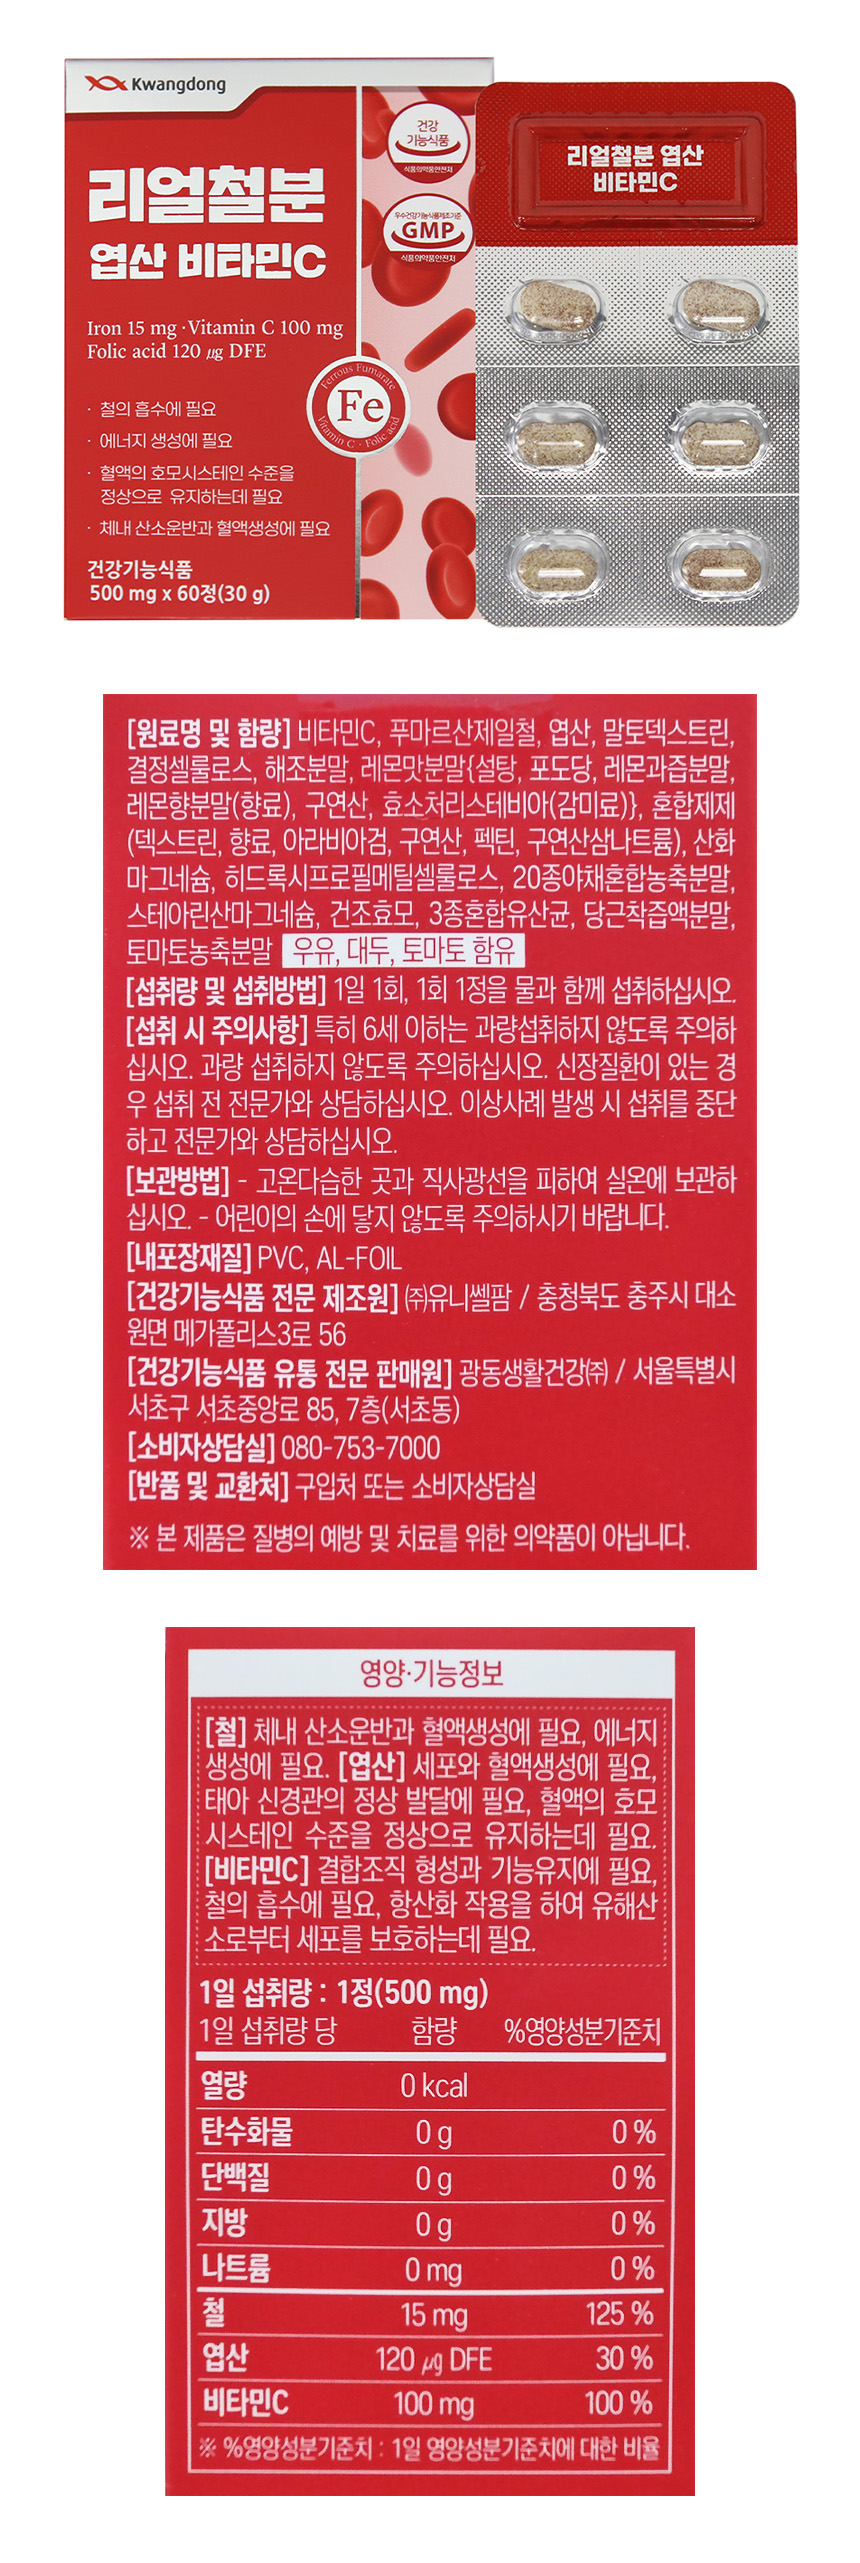 Kwangdong
리얼철분
엽산 비타민C
Iron 15 mg · Vitamin C 100 mg
Folic acid 120 ㎍ DFE
· 철의 흡수에 필요
· 에너지 생성에 필요
· 혈액의 호모시스테인 수준을
정상으로 유지하는데 필요
· 체내 산소운반과 혈액생성에 필요
건강기능식품
500 mg x 60정(30 g)
Ferrous Fumarate
Fe
Vitamin C · Folic acid
건강
기능식품
식품의약품안전처
우수건강기능식품제조기준
GMP
식품의약품안전처
리얼철분 엽산
비타민C
[원료명 및 함량] 비타민C, 푸마르산제일철, 엽산, 말토덱스트린,
결정셀룰로스, 해조분말, 레몬맛분말{설탕, 포도당, 레몬과즙분말,
레몬향분말(향료), 구연산, 효소처리스테비아(감미료)}, 혼합제제
(덱스트린, 향료, 아라비아검, 구연산, 펙틴, 구연산삼나트륨), 산화
마그네슘, 히드록시프로필메틸셀룰로스, 20종야채혼합농축분말,
스테아린산마그네슘, 건조효모, 3종혼합유산균, 당근착즙액분말,
토마토농축분말 우유, 대두, 토마토 함유
[섭취량 및 섭취방법] 1일 1회, 1회 1정을 물과 함께 섭취하십시오.
[섭취 시 주의사항] 특히 6세 이하는 과량섭취하지 않도록 주의하
십시오. 과량 섭취하지 않도록 주의하십시오. 신장질환이 있는 경
우 섭취 전 전문가와 상담하십시오. 이상사례 발생 시 섭취를 중단
하고 전문가와 상담하십시오.
[보관방법] - 고온다습한 곳과 직사광선을 피하여 실온에 보관하
십시오. - 어린이의 손에 닿지 않도록 주의하시기 바랍니다.
[내포장재질] PVC, AL-FOIL
[건강기능식품 전문 제조원] ㈜유니쎌팜 / 충청북도 충주시 대소
원면 메가폴리스3로 56
[건강기능식품 유통 전문 판매원] 광동생활건강㈜ / 서울특별시
서초구 서초중앙로 85, 7층(서초동)
[소비자상담실] 080-753-7000
[반품 및 교환처] 구입처 또는 소비자상담실
※ 본 제품은 질병의 예방 및 치료를 위한 의약품이 아닙니다.
영양·기능정보
[철] 체내 산소운반과 혈액생성에 필요, 에너지
생성에 필요. [엽산] 세포와 혈액생성에 필요,
태아 신경관의 정상 발달에 필요, 혈액의 호모
시스테인 수준을 정상으로 유지하는데 필요.
[비타민C] 결합조직 형성과 기능유지에 필요,
철의 흡수에 필요, 항산화 작용을 하여 유해산
소로부터 세포를 보호하는데 필요.
1일 섭취량 : 1정(500 mg)
1일 섭취량 당 함량 %영양성분기준치
열량 0 kcal
탄수화물 0 g 0 %
단백질 0 g 0 %
지방 0 g 0 %
나트륨 0 mg 0 %
철 15 mg 125 %
엽산 120 ㎍ DFE 30 %
비타민C 100 mg 100 %
※ %영양성분기준치 : 1일 영양성분기준치에 대한 비율